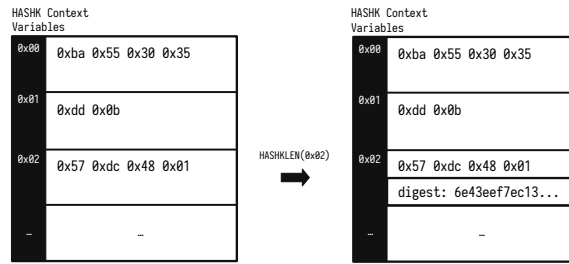 HASHK Context
Variables
0x00 0xba 0x55 0x30 0x35
0x01 0xdd 0x0b
0x02 0x57 0xdc 0x48 0x01
… …
HASHKLEN(0x02)
HASHK Context
Variables
0x00 0xba 0x55 0x30 0x35
0x01 0xdd 0x0b
0x02 0x57 0xdc 0x48 0x01
digest: 6e43eef7ec13...
… …